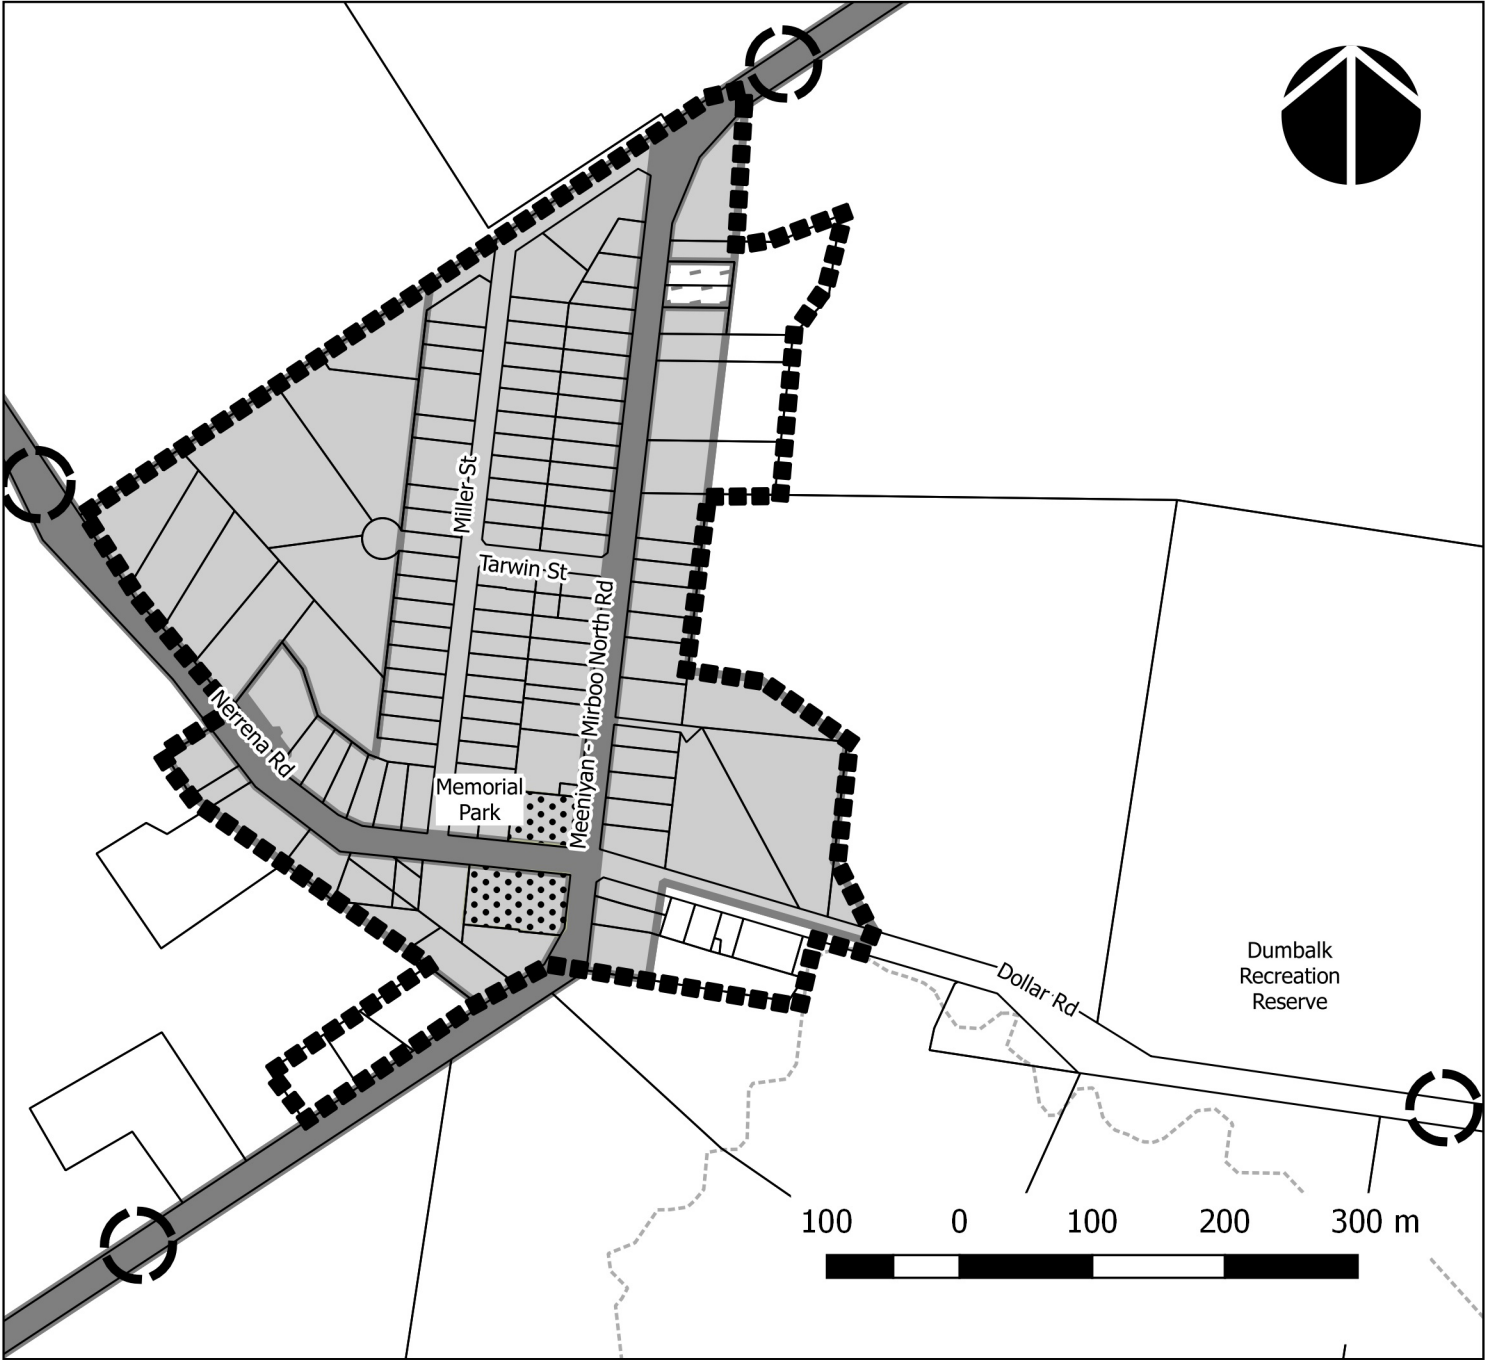 Miller St
Tarwin St
Meeniyan - Mirboo North Rd
Nerrena Rd
Memorial
Park
Dumbalk
Recreation
Reserve
Dollar Rd
100 0 100 200 300 m